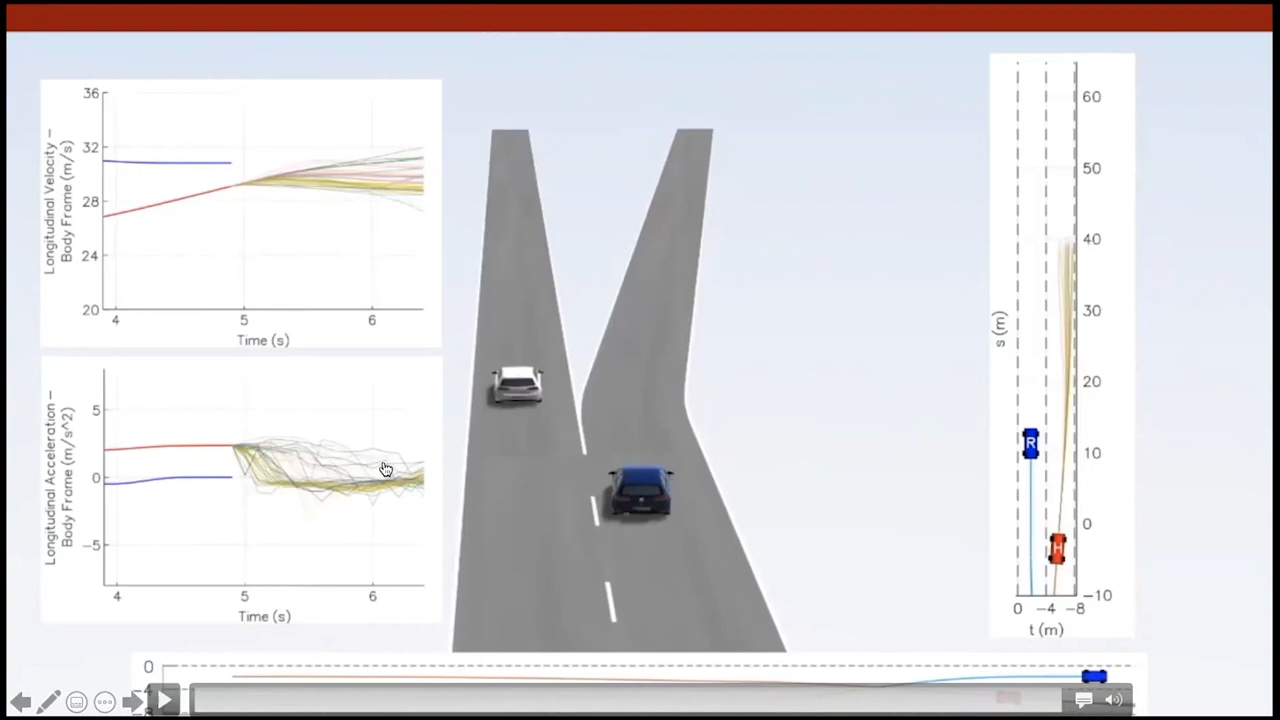 36
32
28
24
20
4
5
6
Time (s)
Longitudinal Velocity –
Body Frame (m/s)
5
0
−5
4
5
6
Time (s)
Longitudinal Acceleration –
Body Frame (m/s^2)
60
50
40
30
20
10
0
−10
s (m)
R
H
0 −4 −8
t (m)
0